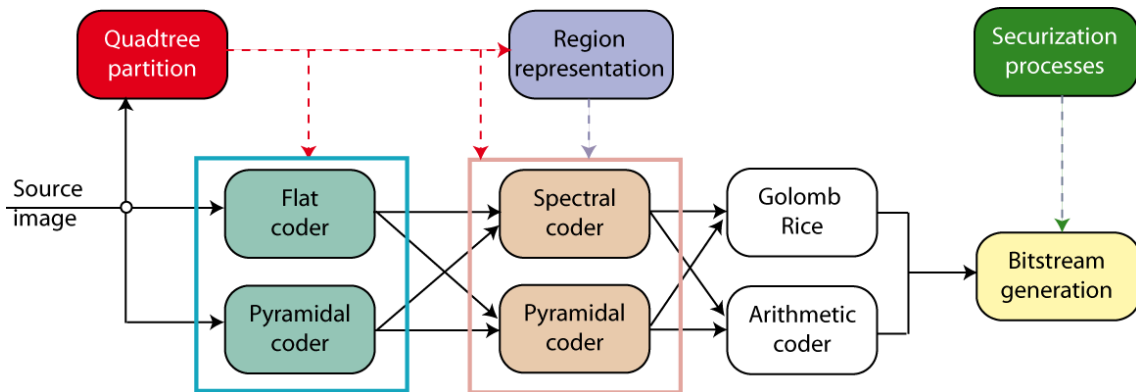 Quadtree
partition
Region
representation
Securization
processes
Source
image
Flat
coder
Spectral
coder
Golomb
Rice
Pyramidal
coder
Pyramidal
coder
Arithmetic
coder
Bitstream
generation